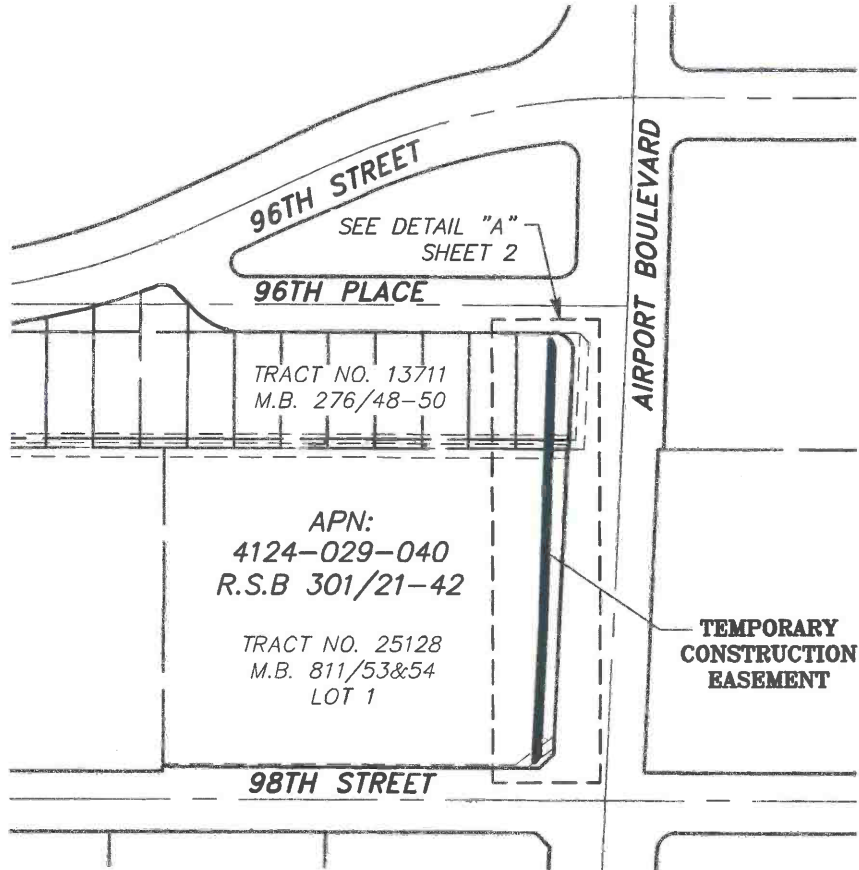 96TH STREET
SEE DETAIL "A"
SHEET 2
AIRPORT BOULEVARD
96TH PLACE
TRACT NO. 13711
M.B. 276/48-50
APN:
4124-029-040
R.S.B 301/21-42
TRACT NO. 25128
M.B. 811/53&54
LOT 1
TEMPORARY
CONSTRUCTION
EASEMENT
98TH STREET